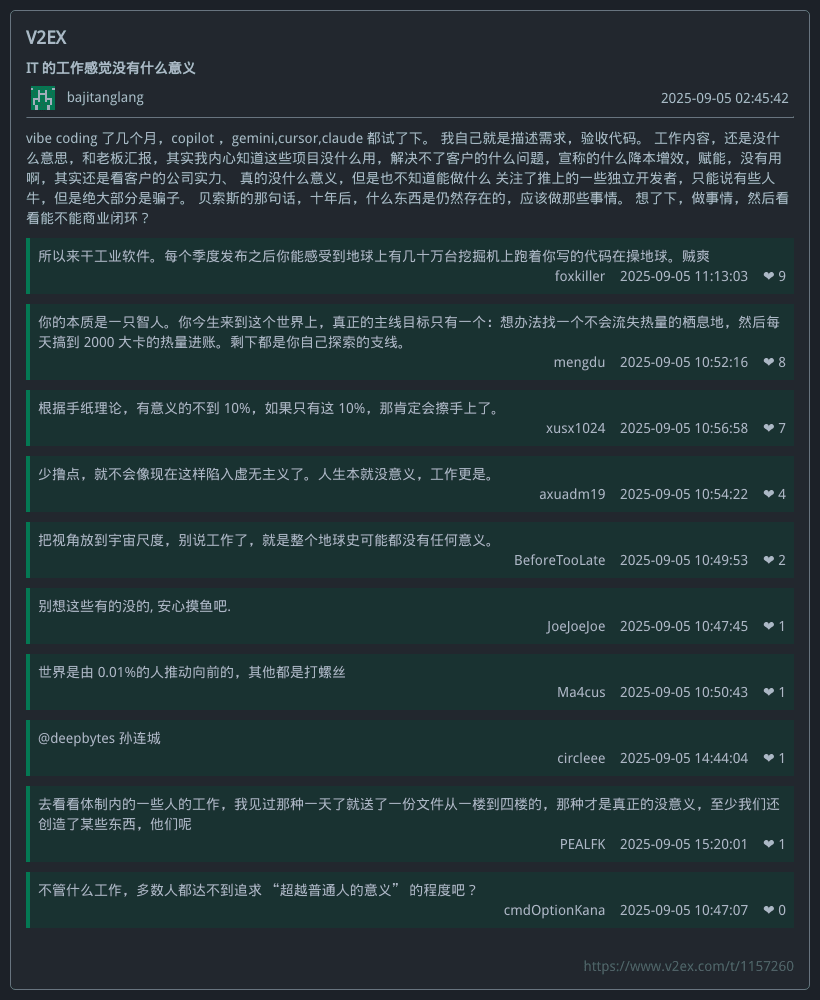 V2EX
IT 的工作感觉没有什么意义
bajitanglang 2025-09-05 02:45:42
vibe coding 了几个月，copilot ，gemini,cursor,claude 都试了下。 我自己就是描述需求，验收代码。 工作内容，还是没什
么意思，和老板汇报，其实我内心知道这些项目没什么用，解决不了客户的什么问题，宣称的什么降本增效，赋能，没有用
啊，其实还是看客户的公司实力、 真的没什么意义，但是也不知道能做什么 关注了推上的一些独立开发者，只能说有些人
牛，但是绝大部分是骗子。 贝索斯的那句话，十年后，什么东西是仍然存在的，应该做那些事情。 想了下，做事情，然后看
看能不能商业闭环？
所以来干工业软件。每个季度发布之后你能感受到地球上有几十万台挖掘机上跑着你写的代码在操地球。贼爽
foxkiller 2025-09-05 11:13:03 ❤ 9
你的本质是一只智人。你今生来到这个世界上，真正的主线目标只有一个：想办法找一个不会流失热量的栖息地，然后每
天搞到 2000 大卡的热量进账。剩下都是你自己探索的支线。
mengdu 2025-09-05 10:52:16 ❤ 8
根据手纸理论，有意义的不到 10%，如果只有这 10%，那肯定会擦手上了。
xusx1024 2025-09-05 10:56:58 ❤ 7
少撸点，就不会像现在这样陷入虚无主义了。人生本就没意义，工作更是。
axuadm19 2025-09-05 10:54:22 ❤ 4
把视角放到宇宙尺度，别说工作了，就是整个地球史可能都没有任何意义。
BeforeTooLate 2025-09-05 10:49:53 ❤ 2
别想这些有的没的, 安心摸鱼吧.
JoeJoeJoe 2025-09-05 10:47:45 ❤ 1
世界是由 0.01%的人推动向前的，其他都是打螺丝
Ma4cus 2025-09-05 10:50:43 ❤ 1
@deepbytes 孙连城
circleee 2025-09-05 14:44:04 ❤ 1
去看看体制内的一些人的工作，我见过那种一天了就送了一份文件从一楼到四楼的，那种才是真正的没意义，至少我们还
创造了某些东西，他们呢
PEALFK 2025-09-05 15:20:01 ❤ 1
不管什么工作，多数人都达不到追求 “超越普通人的意义” 的程度吧？
cmdOptionKana 2025-09-05 10:47:07 ❤ 0
https://www.v2ex.com/t/1157260